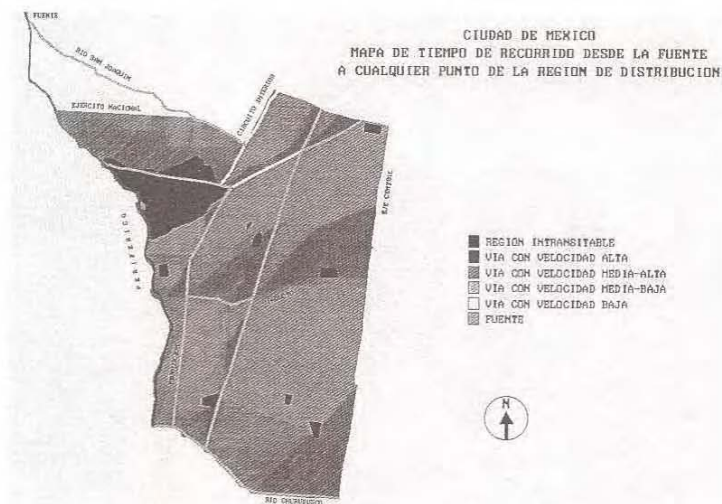 FUENTE
CIUDAD DE MEXICO
MAPA DE TIEMPO DE RECORRIDO DESDE LA FUENTE
A CUALQUIER PUNTO DE LA REGION DE DISTRIBUCION
RIO SAN JOAQUIN
EJERCITO NACIONAL
CIRCUITO INTERIOR
EJE CENTRAL
PERIFERICO
REGION INTRANSITABLE
VIA CON VELOCIDAD ALTA
VIA CON VELOCIDAD MEDIA-ALTA
VIA CON VELOCIDAD MEDIA-BAJA
VIA CON VELOCIDAD BAJA
FUENTE
N
RIO CHURUBUSCO